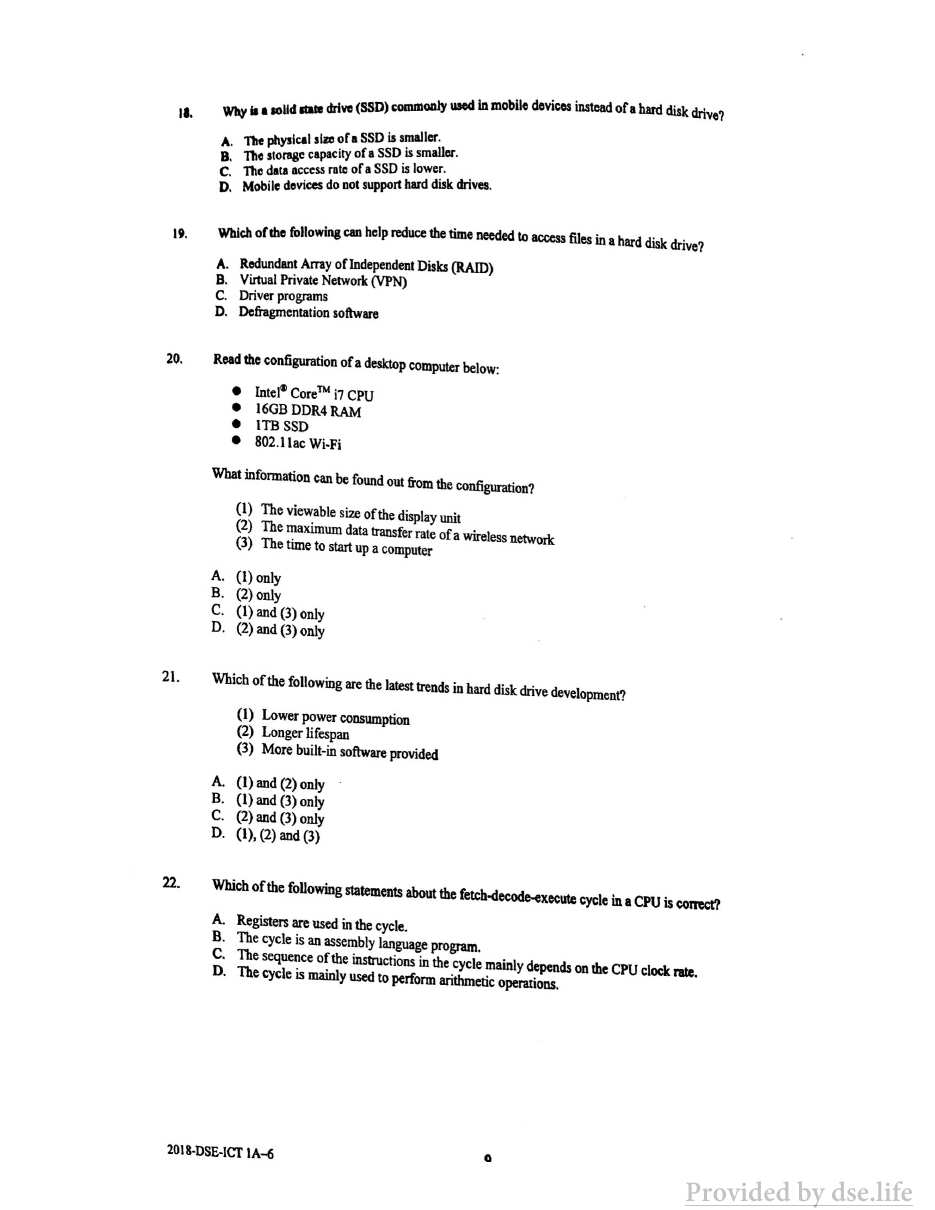 18. Why is a solid state drive (SSD) commonly used in mobile devices instead of a hard disk drive?
A. The physical size of a SSD is smaller.
B. The storage capacity of a SSD is smaller.
C. The data access rate of a SSD is lower.
D. Mobile devices do not support hard disk drives.
19. Which of the following can help reduce the time needed to access files in a hard disk drive?
A. Redundant Array of Independent Disks (RAID)
B. Virtual Private Network (VPN)
C. Driver programs
D. Defragmentation software
20. Read the configuration of a desktop computer below:
● Intel® Core™ i7 CPU
● 16GB DDR4 RAM
● 1TB SSD
● 802.11ac Wi-Fi
What information can be found out from the configuration?
(1) The viewable size of the display unit
(2) The maximum data transfer rate of a wireless network
(3) The time to start up a computer
A. (1) only
B. (2) only
C. (1) and (3) only
D. (2) and (3) only
21. Which of the following are the latest trends in hard disk drive development?
(1) Lower power consumption
(2) Longer lifespan
(3) More built-in software provided
A. (1) and (2) only
B. (1) and (3) only
C. (2) and (3) only
D. (1), (2) and (3)
22. Which of the following statements about the fetch-decode-execute cycle in a CPU is correct?
A. Registers are used in the cycle.
B. The cycle is an assembly language program.
C. The sequence of the instructions in the cycle mainly depends on the CPU clock rate.
D. The cycle is mainly used to perform arithmetic operations.
2018-DSE-ICT 1A–6
Provided by dse.life